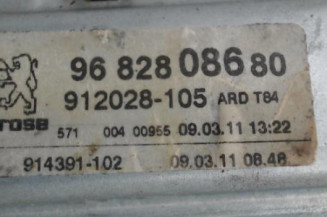 96 828 086 80
912028-105 ARD T84
rosa 571 004 00955 09.03.11 13:22
914391-102 09.03.11 08.48